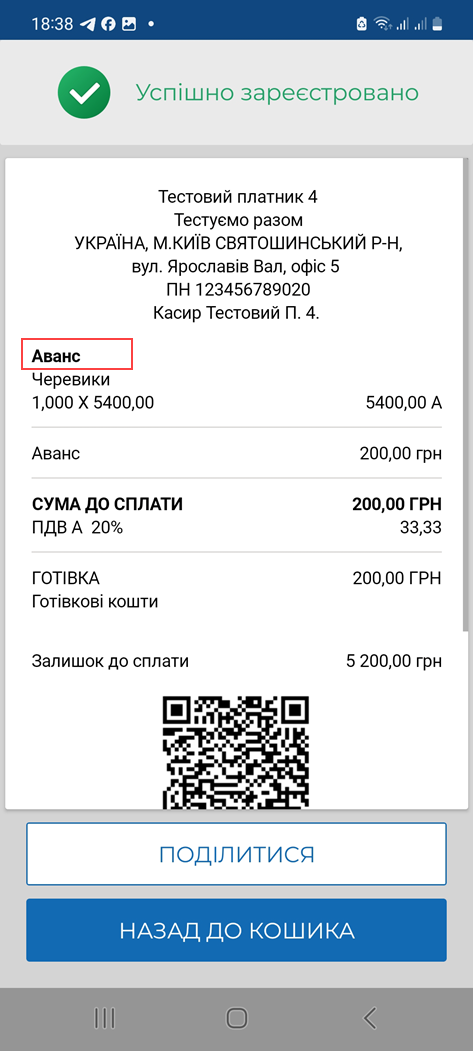 18:38
Успішно зареєстровано
Тестовий платник 4
Тестуємо разом
УКРАЇНА, М.КИЇВ СВЯТОШИНСЬКИЙ Р-Н,
вул. Ярославів Вал, офіс 5
ПН 123456789020
Касир Тестовий П. 4.
Аванс
Черевики
1,000 X 5400,00 5400,00 А
Аванс 200,00 грн
СУМА ДО СПЛАТИ 200,00 ГРН
ПДВ А 20% 33,33
ГОТІВКА 200,00 ГРН
Готівкові кошти
Залишок до сплати 5 200,00 грн
ПОДІЛИТИСЯ
НАЗАД ДО КОШИКА